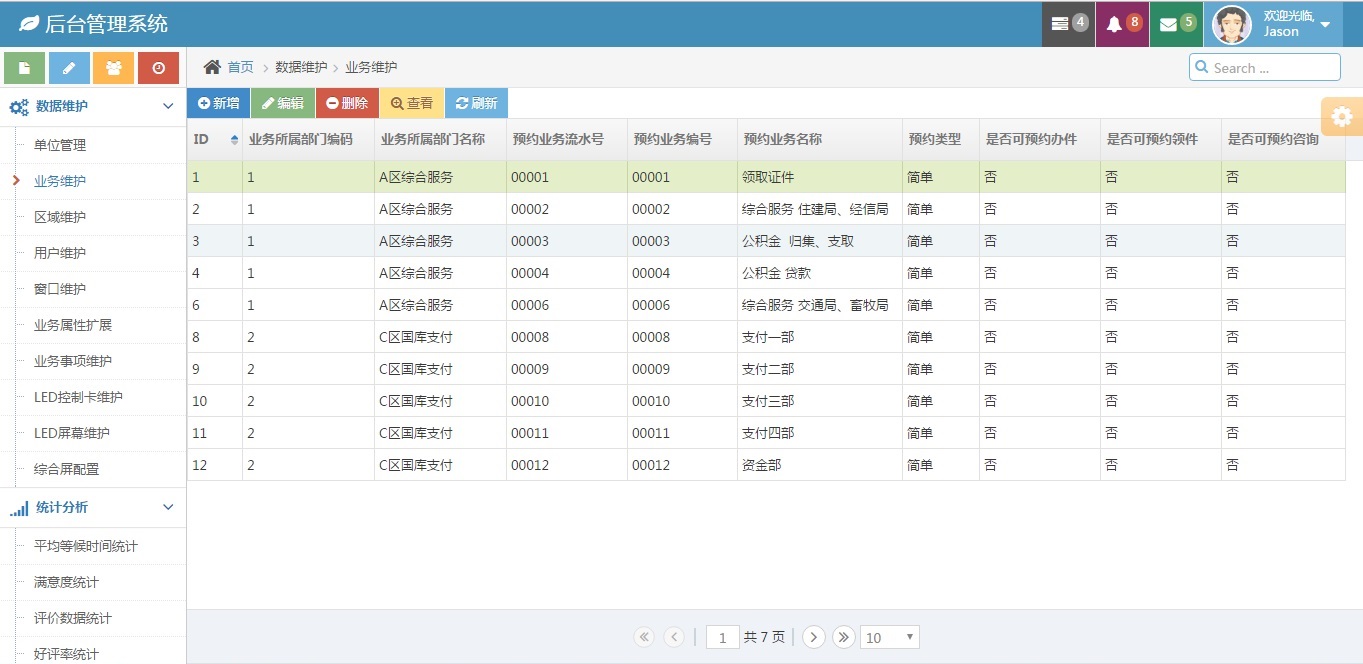 后台管理系统
4
8
5
欢迎光临,
Jason
首页 > 数据维护 > 业务维护
Search ...
数据维护
单位管理
业务维护
区域维护
用户维护
窗口维护
业务属性扩展
业务事项维护
LED控制卡维护
LED屏幕维护
综合屏配置
统计分析
平均等候时间统计
满意度统计
评价数据统计
好评率统计
新增 编辑 删除 查看 刷新
ID 业务所属部门编码 业务所属部门名称 预约业务流水号 预约业务编号 预约业务名称 预约类型 是否可预约办件 是否可预约领件 是否可预约咨询
1 1 A区综合服务 00001 00001 领取证件 简单 否 否 否
2 1 A区综合服务 00002 00002 综合服务 住建局、经信局 简单 否 否 否
3 1 A区综合服务 00003 00003 公积金 归集、支取 简单 否 否 否
4 1 A区综合服务 00004 00004 公积金 贷款 简单 否 否 否
6 1 A区综合服务 00006 00006 综合服务 交通局、畜牧局 简单 否 否 否
8 2 C区国库支付 00008 00008 支付一部 简单 否 否 否
9 2 C区国库支付 00009 00009 支付二部 简单 否 否 否
10 2 C区国库支付 00010 00010 支付三部 简单 否 否 否
11 2 C区国库支付 00011 00011 支付四部 简单 否 否 否
12 2 C区国库支付 00012 00012 资金部 简单 否 否 否
1 共 7 页 10